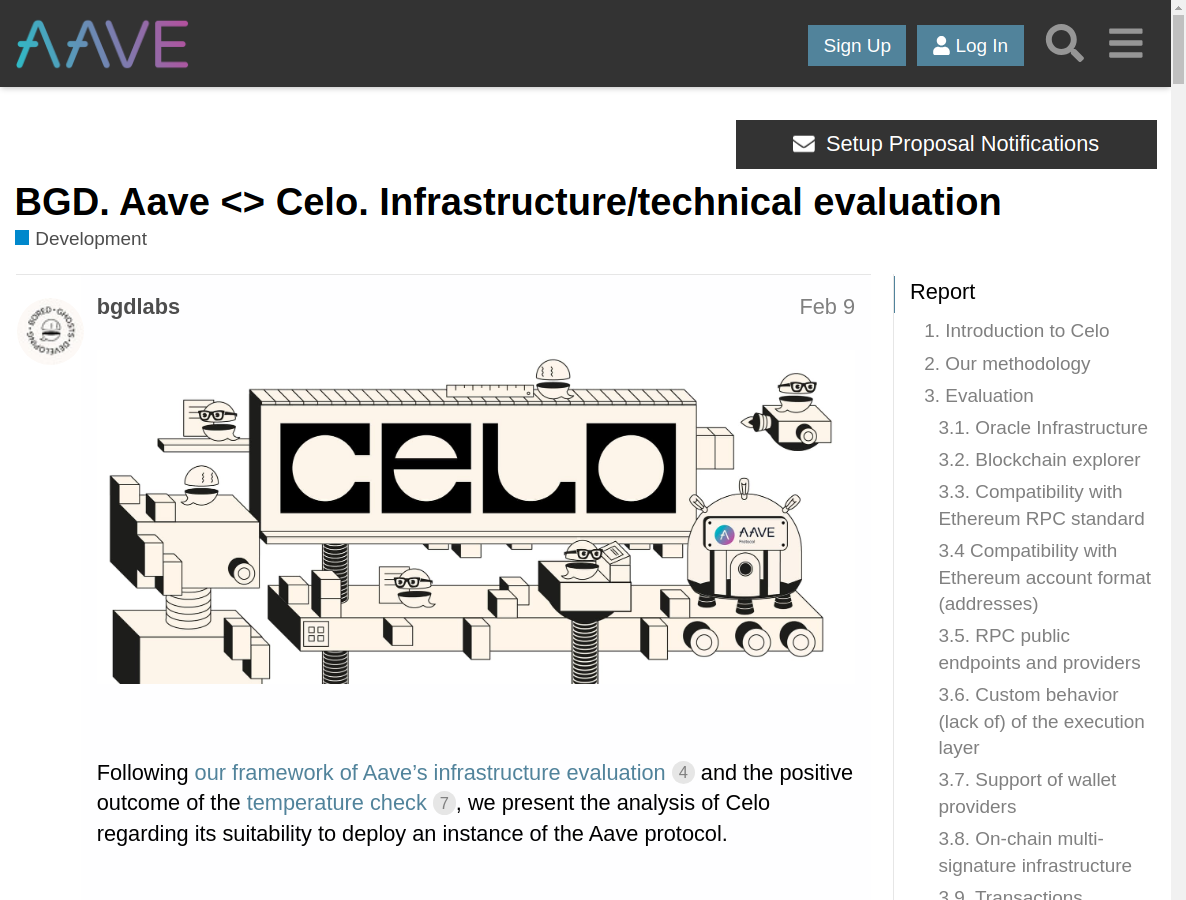 AAVE
Sign Up
Log In
Setup Proposal Notifications
BGD. Aave <> Celo. Infrastructure/technical evaluation
Development
bgdlabs
Feb 9
BORED · GHOSTS · DEVELOPING ·
CELO
AAVE
Protocol
Following our framework of Aave’s infrastructure evaluation 4 and the positive
outcome of the temperature check 7, we present the analysis of Celo
regarding its suitability to deploy an instance of the Aave protocol.
Report
1. Introduction to Celo
2. Our methodology
3. Evaluation
3.1. Oracle Infrastructure
3.2. Blockchain explorer
3.3. Compatibility with
Ethereum RPC standard
3.4 Compatibility with
Ethereum account format
(addresses)
3.5. RPC public
endpoints and providers
3.6. Custom behavior
(lack of) of the execution
layer
3.7. Support of wallet
providers
3.8. On-chain multi-
signature infrastructure
3.9. Transactions